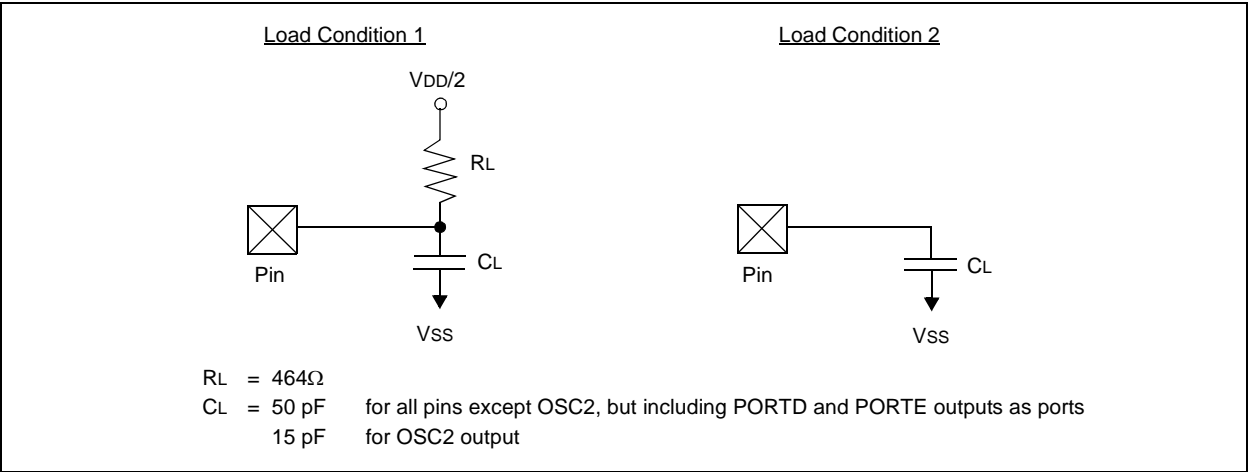 Load Condition 1
Load Condition 2
VDD/2
RL
Pin
CL
VSS
Pin
CL
VSS
RL = 464Ω
CL = 50 pF for all pins except OSC2, but including PORTD and PORTE outputs as ports
15 pF for OSC2 output